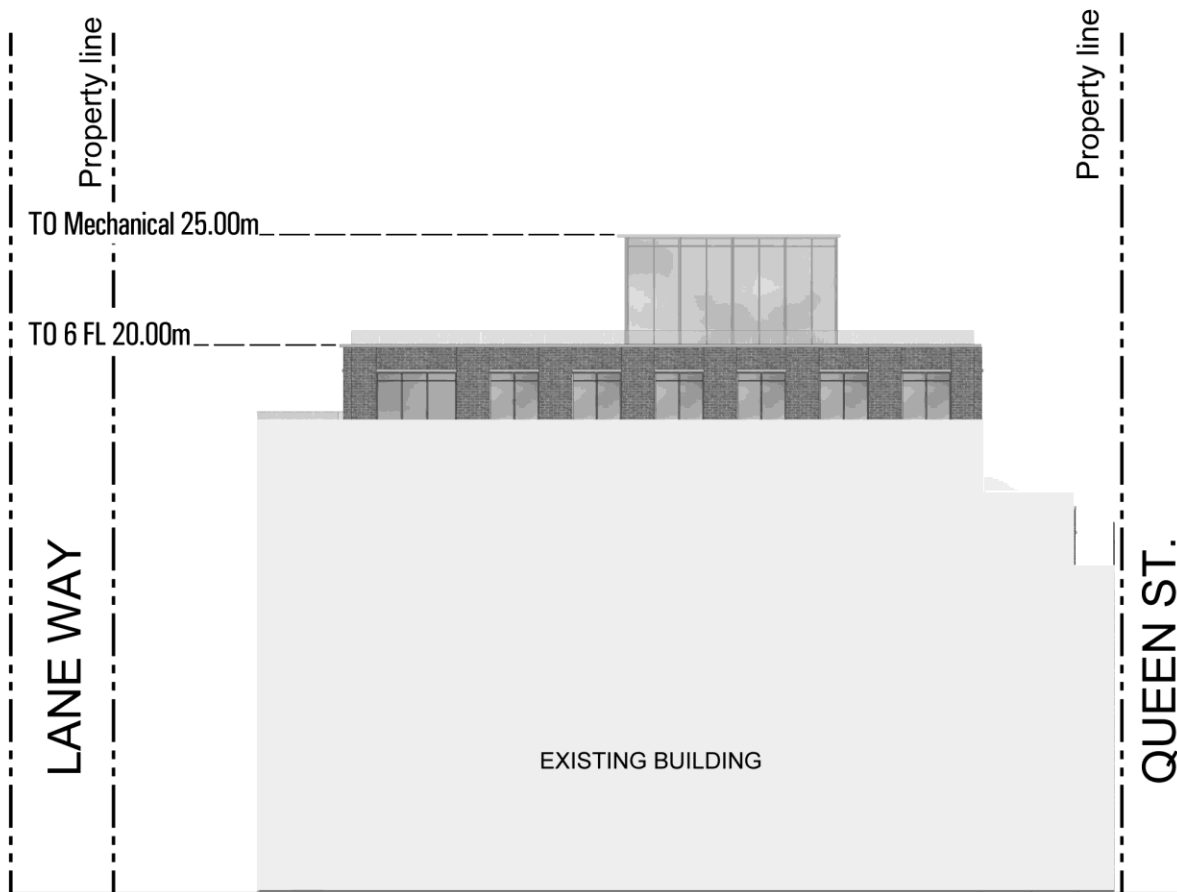 Property line
Property line
TO Mechanical 25.00m
TO 6 FL 20.00m
LANE WAY
QUEEN ST.
EXISTING BUILDING